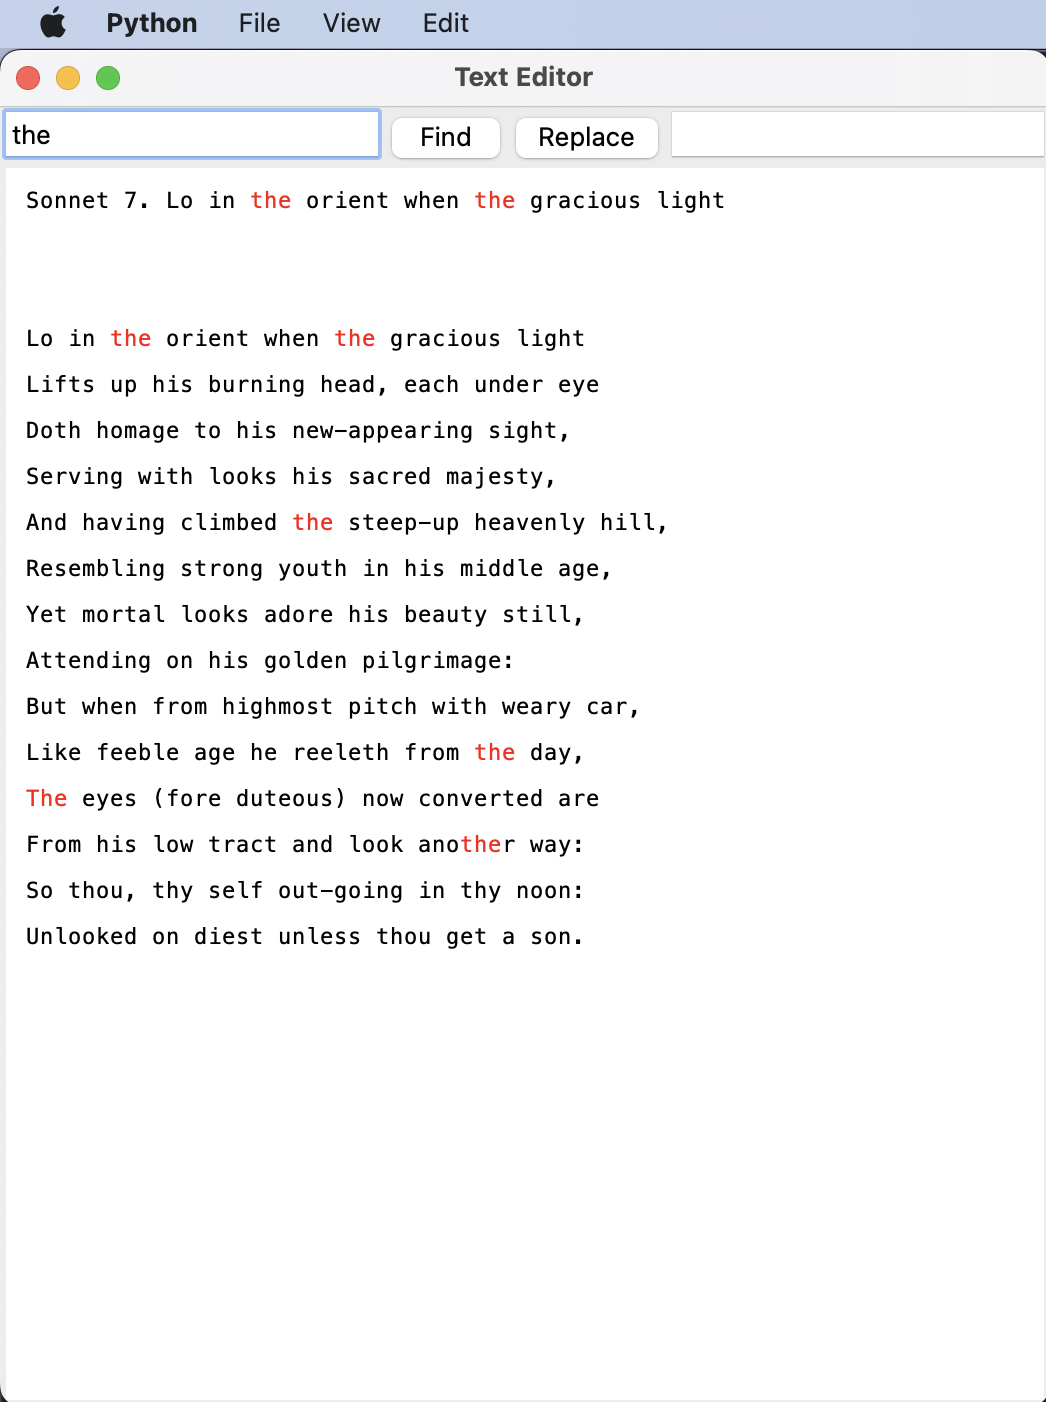 Python File View Edit
Text Editor
the Find Replace
Sonnet 7. Lo in the orient when the gracious light
Lo in the orient when the gracious light
Lifts up his burning head, each under eye
Doth homage to his new-appearing sight,
Serving with looks his sacred majesty,
And having climbed the steep-up heavenly hill,
Resembling strong youth in his middle age,
Yet mortal looks adore his beauty still,
Attending on his golden pilgrimage:
But when from highmost pitch with weary car,
Like feeble age he reeleth from the day,
The eyes (fore duteous) now converted are
From his low tract and look another way:
So thou, thy self out-going in thy noon:
Unlooked on diest unless thou get a son.